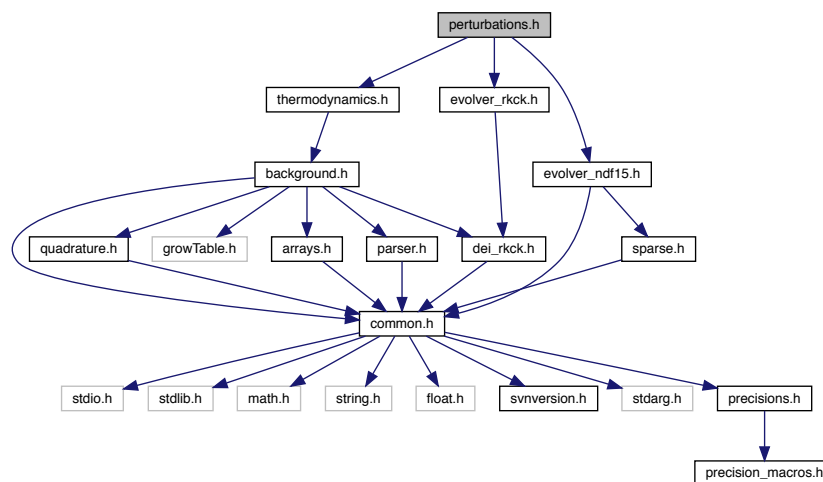 perturbations.h
thermodynamics.h
evolver_rkck.h
background.h
evolver_ndf15.h
quadrature.h
growTable.h
arrays.h
parser.h
dei_rkck.h
sparse.h
common.h
stdio.h
stdlib.h
math.h
string.h
float.h
svnversion.h
stdarg.h
precisions.h
precision_macros.h